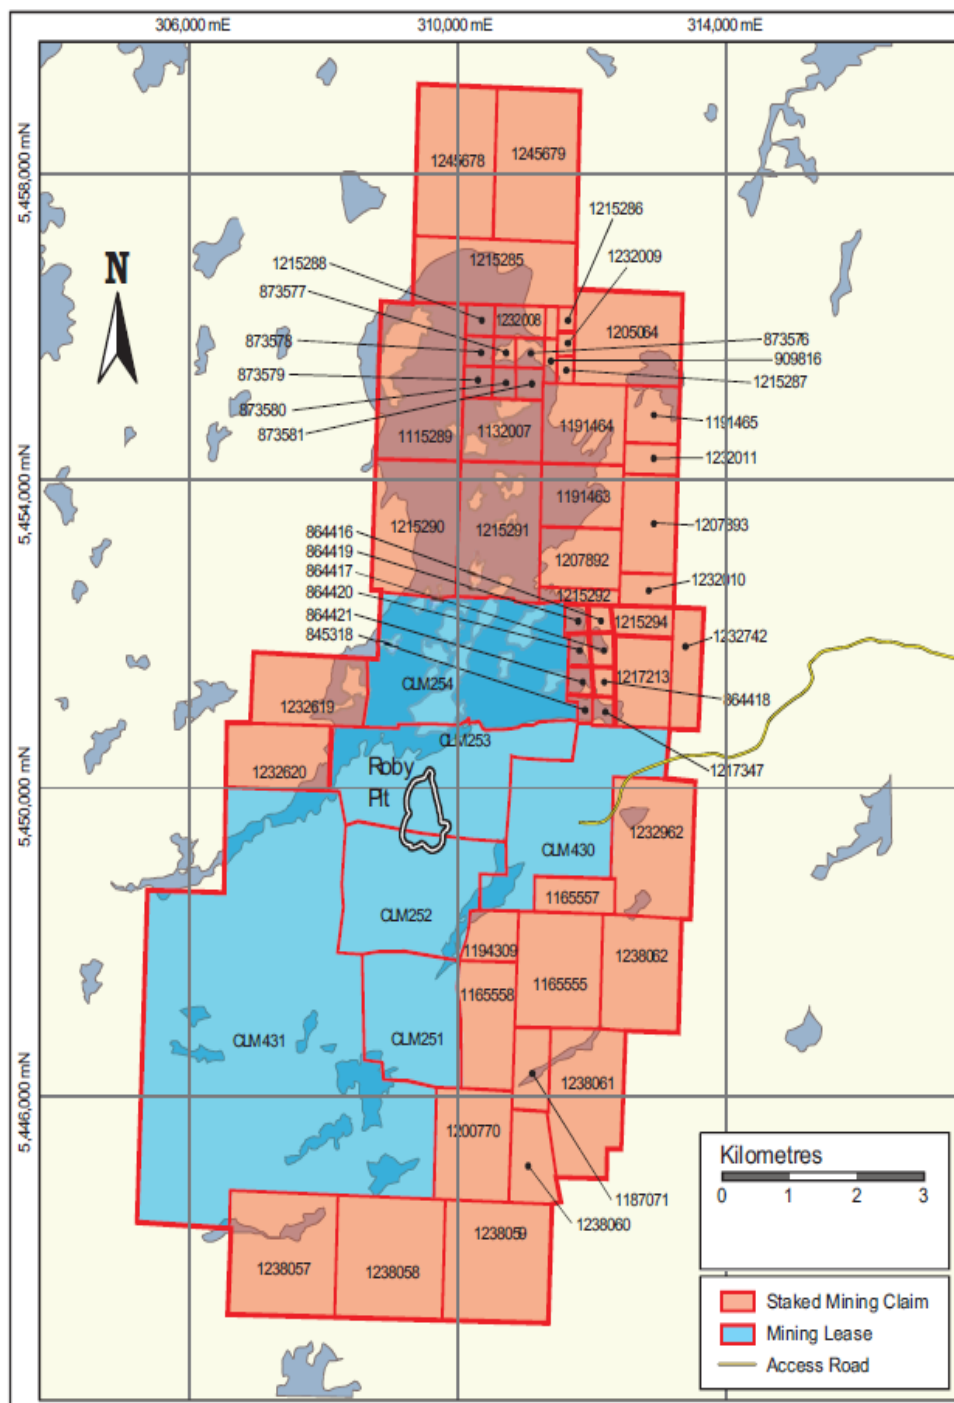 306,000 mE
310,000 mE
314,000 mE
5,458,000 mN
5,454,000 mN
5,450,000 mN
5,446,000 mN
N
1245678
1245679
1215286
1215285
1232009
1215288
873577
1232008
1205064
873578
873576
909816
873579
1215287
873580
1191465
873581
1115289
1132007
1191464
1232011
1191463
1215290
1215291
1207893
864416
864419
1207892
864417
1232010
864420
1215292
864421
1215294
1232742
845318
1217213
CLM254
864418
1232619
CLM253
1217347
1232620
Roby
Pit
1232962
CLM430
1165557
CLM252
1194309
1238062
1165558
1165555
CLM431
CLM251
1238061
1200770
1187071
1238060
1238059
1238057
1238058
Kilometres
0 1 2 3
Staked Mining Claim
Mining Lease
Access Road